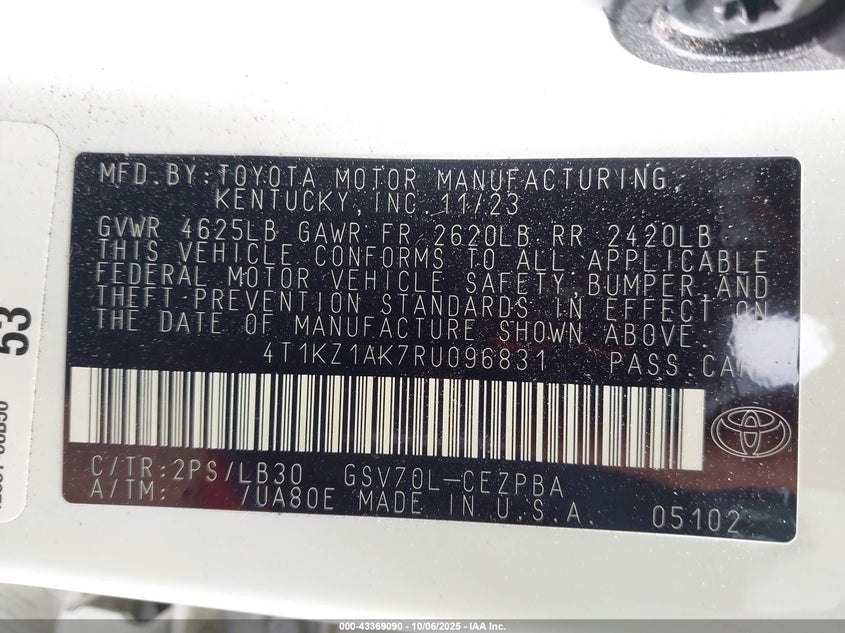 MFD.BY:TOYOTA MOTOR MANUFACTURING,
KENTUCKY,INC 11/23
GVWR 4625LB GAWR FR 2620LB RR 2420LB
THIS VEHICLE CONFORMS TO ALL APPLICABLE
FEDERAL MOTOR VEHICLE SAFETY,BUMPER,AND
THEFT PREVENTION STANDARDS IN EFFECT ON
THE DATE OF MANUFACTURE SHOWN ABOVE.
4T1KZ1AK7RU096831 PASS.CAR
C/TR:2PS/LB30 GSV70L-CEZPBA
A/TM: /UA80E MADE IN U.S.A. 05102
53
000-43369090 - 10/06/2025 - IAA Inc.